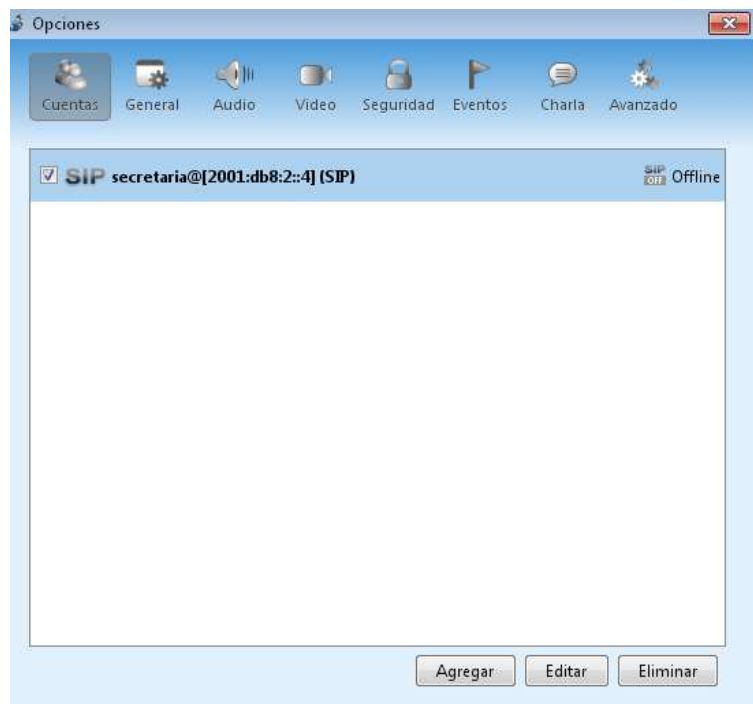 Opciones
Cuentas General Audio Video Seguridad Eventos Charla Avanzado
SIP secretaria@[2001:db8:2::4] (SIP) SIP OFF Offline
Agregar Editar Eliminar